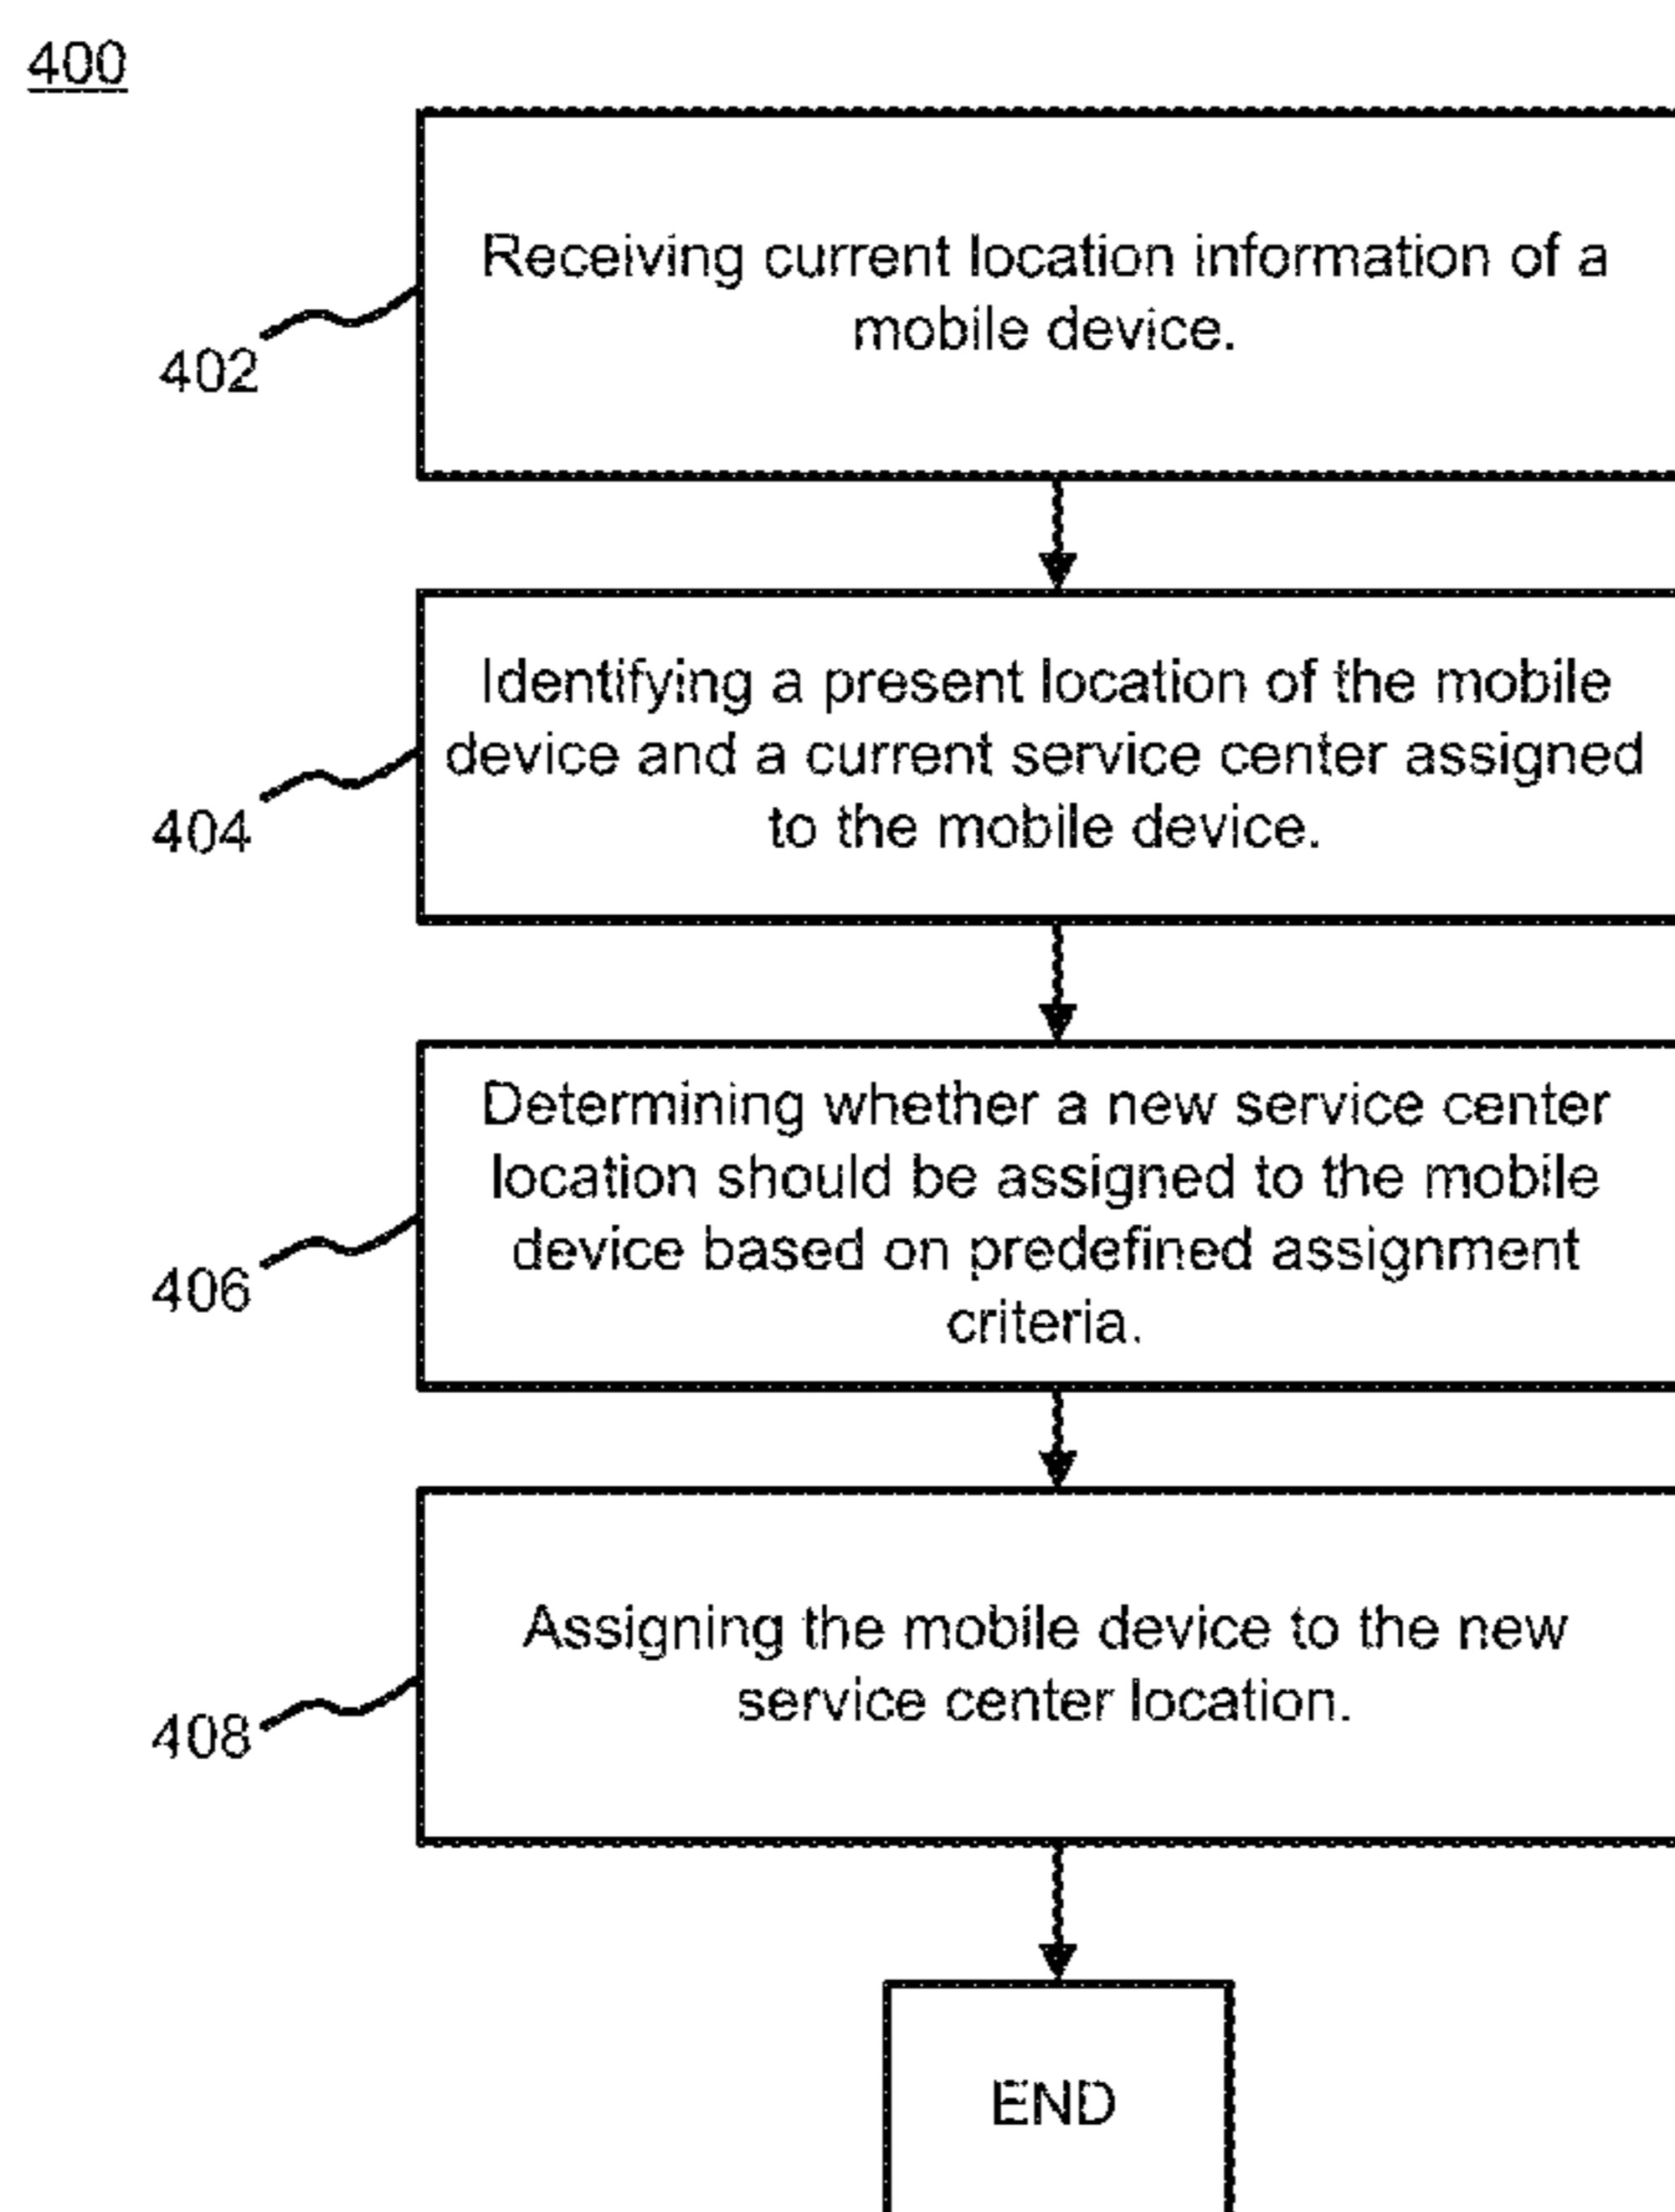 400
Receiving current location information of a
mobile device.
402
Identifying a present location of the mobile
device and a current service center assigned
to the mobile device.
404
Determining whether a new service center
location should be assigned to the mobile
device based on predefined assignment
criteria.
406
Assigning the mobile device to the new
service center location.
408
END